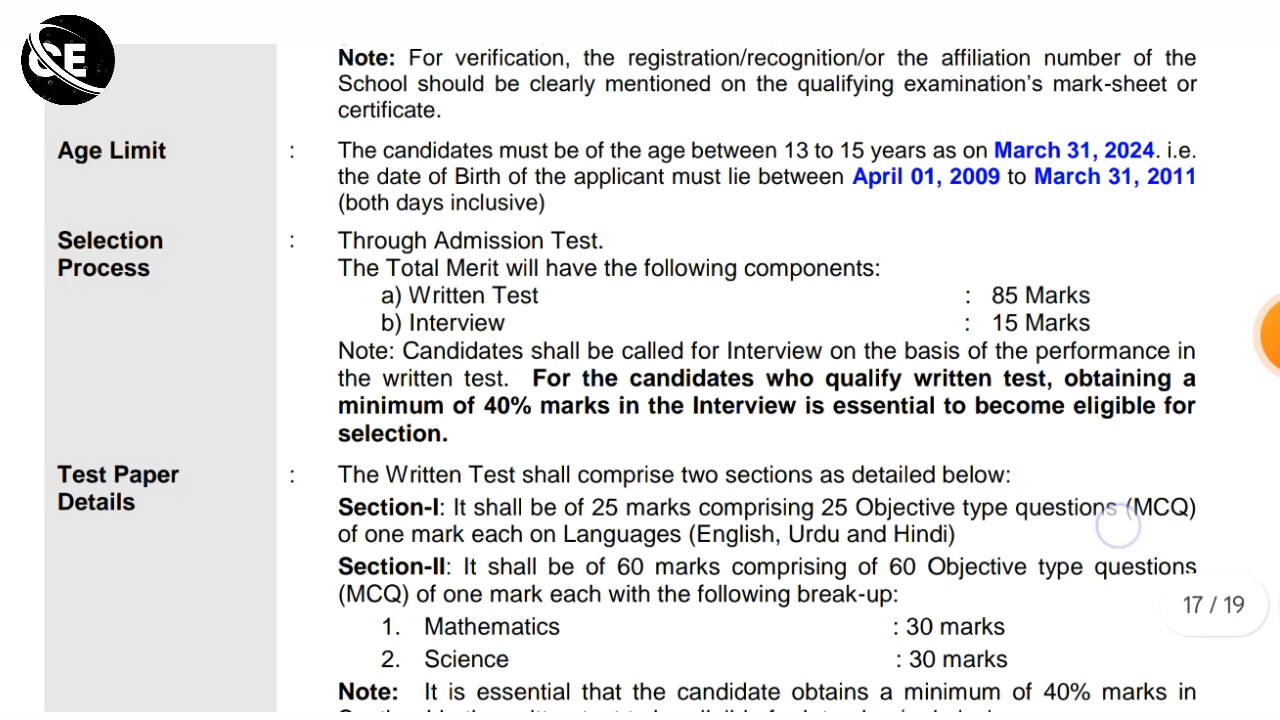 CE
Note: For verification, the registration/recognition/or the affiliation number of the
School should be clearly mentioned on the qualifying examination's mark-sheet or
certificate.
Age Limit : The candidates must be of the age between 13 to 15 years as on March 31, 2024. i.e.
the date of Birth of the applicant must lie between April 01, 2009 to March 31, 2011
(both days inclusive)
Selection : Through Admission Test.
Process The Total Merit will have the following components:
a) Written Test : 85 Marks
b) Interview : 15 Marks
Note: Candidates shall be called for Interview on the basis of the performance in
the written test. For the candidates who qualify written test, obtaining a
minimum of 40% marks in the Interview is essential to become eligible for
selection.
Test Paper : The Written Test shall comprise two sections as detailed below:
Details
Section-I: It shall be of 25 marks comprising 25 Objective type questions (MCQ)
of one mark each on Languages (English, Urdu and Hindi)
Section-II: It shall be of 60 marks comprising of 60 Objective type questions
(MCQ) of one mark each with the following break-up:
17 / 19
1. Mathematics : 30 marks
2. Science : 30 marks
Note: It is essential that the candidate obtains a minimum of 40% marks in